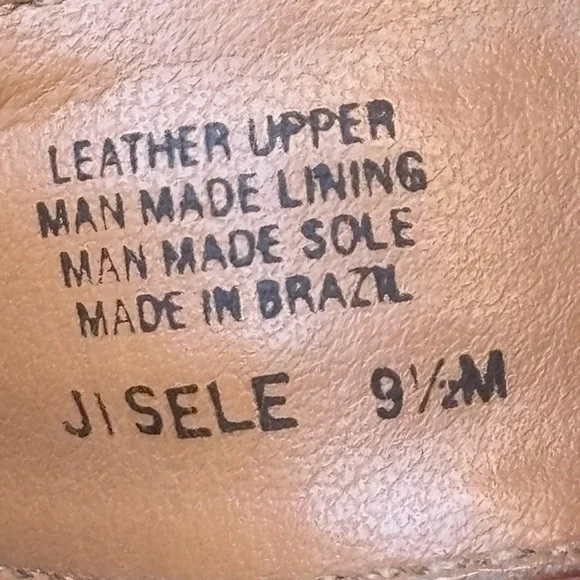 LEATHER UPPER
MAN MADE LINING
MAN MADE SOLE
MADE IN BRAZIL
JISELE 9½M